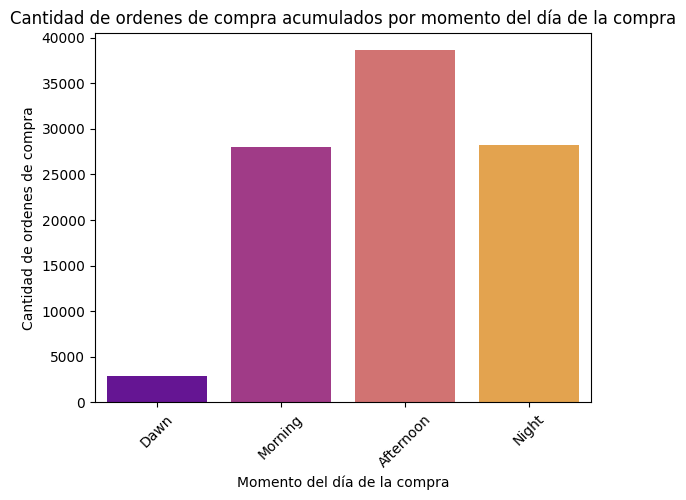 Cantidad de ordenes de compra acumulados por momento del día de la compra
Cantidad de ordenes de compra
40000
35000
30000
25000
20000
15000
10000
5000
0
Dawn
Morning
Afternoon
Night
Momento del día de la compra